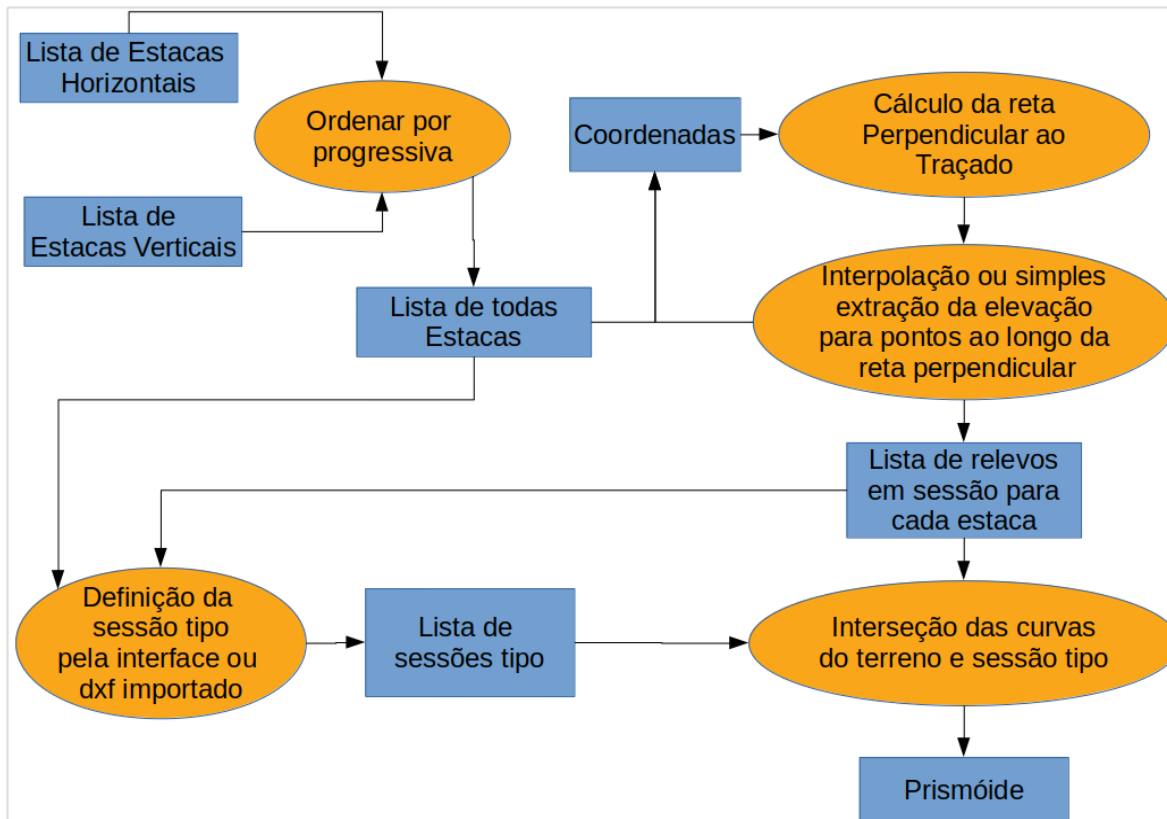 Lista de Estacas
Horizontais
Ordenar por
progressiva
Lista de
Estacas Verticais
Lista de todas
Estacas
Coordenadas
Cálculo da reta
Perpendicular ao
Traçado
Interpolação ou simples
extração da elevação
para pontos ao longo da
reta perpendicular
Lista de relevos
em sessão para
cada estaca
Definição da
sessão tipo
pela interface ou
dxf importado
Lista de
sessões tipo
Interseção das curvas
do terreno e sessão tipo
Prismóide